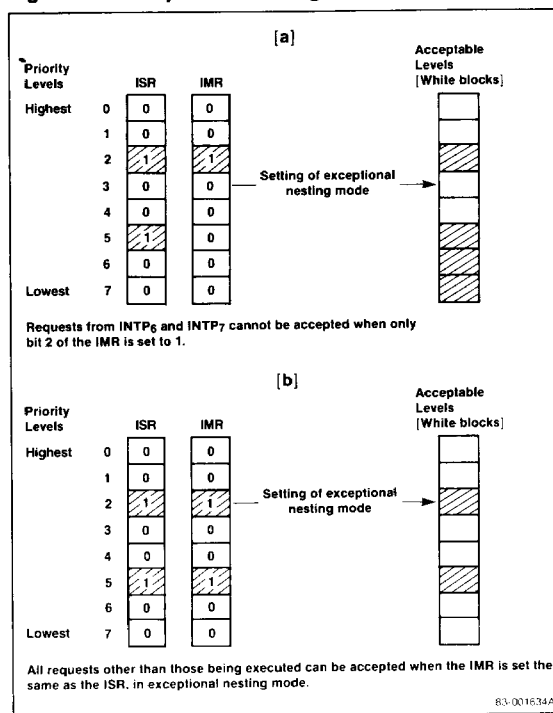 [a]
Priority
Levels
ISR
IMR
Acceptable
Levels
[White blocks]
Highest 0 0 0
1 0 0
2 1 1
3 0 0
4 0 0
5 1 0
6 0 0
Lowest 7 0 0
Setting of exceptional
nesting mode
Requests from INTP6 and INTP7 cannot be accepted when only
bit 2 of the IMR is set to 1.
[b]
Priority
Levels
ISR
IMR
Acceptable
Levels
[White blocks]
Highest 0 0 0
1 0 0
2 1 1
3 0 0
4 0 0
5 1 1
6 0 0
Lowest 7 0 0
Setting of exceptional
nesting mode
All requests other than those being executed can be accepted when the IMR is set the
same as the ISR, in exceptional nesting mode.
83-001634A